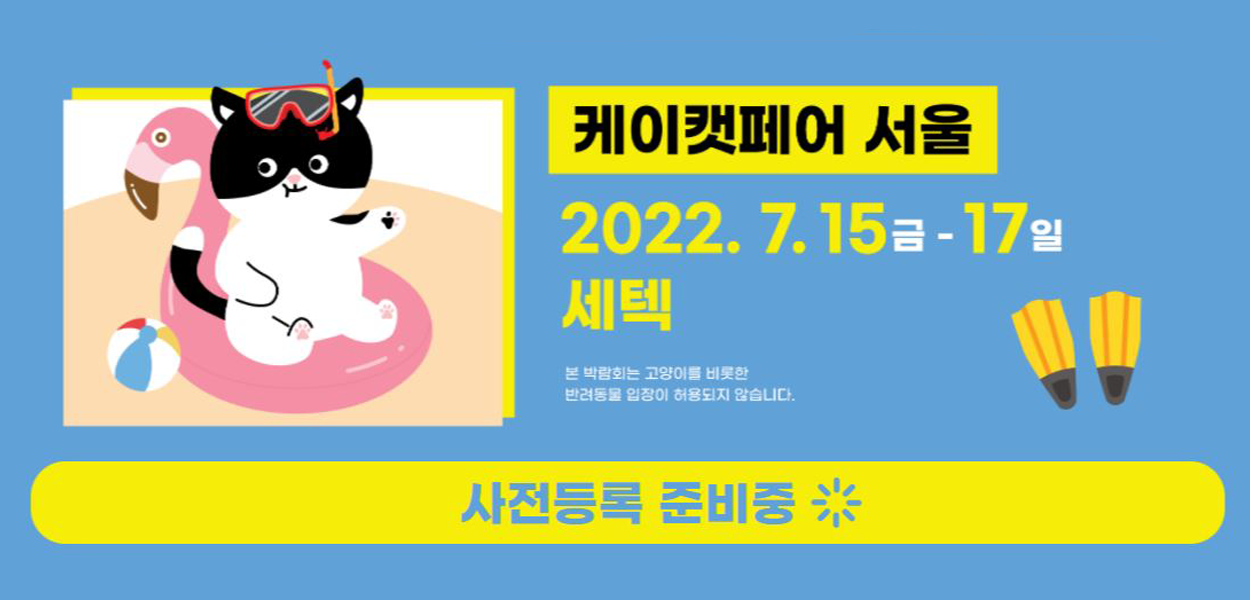 케이캣페어 서울
2022. 7. 15금 - 17일
세텍
본 박람회는 고양이를 비롯한
반려동물 입장이 허용되지 않습니다.
사전등록 준비중